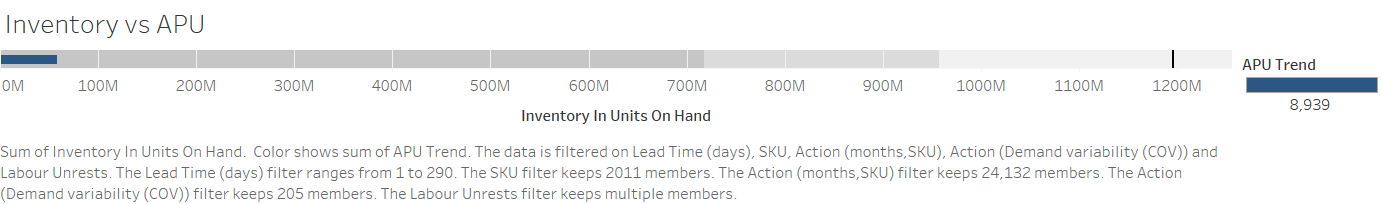 Inventory vs APU
0M 100M 200M 300M 400M 500M 600M 700M 800M 900M 1000M 1100M 1200M
Inventory In Units On Hand
APU Trend
8,939
Sum of Inventory In Units On Hand.  Color shows sum of APU Trend. The data is filtered on Lead Time (days), SKU, Action (months,SKU), Action (Demand variability (COV)) and
Labour Unrests. The Lead Time (days) filter ranges from 1 to 290. The SKU filter keeps 2011 members. The Action (months,SKU) filter keeps 24,132 members. The Action
(Demand variability (COV)) filter keeps 205 members. The Labour Unrests filter keeps multiple members.